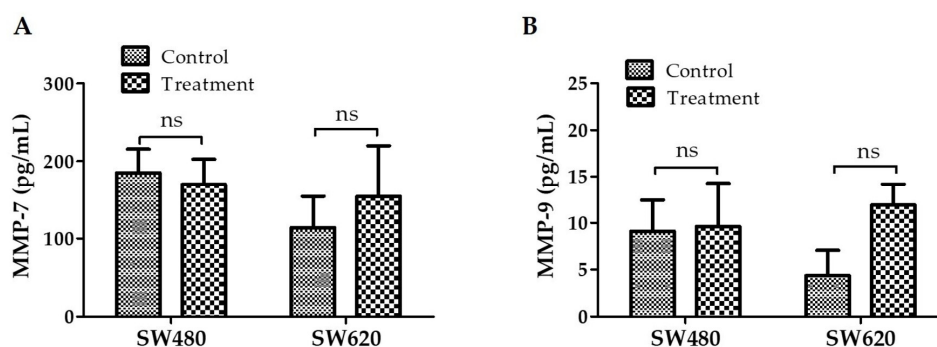 A
Control
Treatment
MMP-7 (pg/mL)
300
200
100
0
ns
ns
SW480
SW620
B
Control
Treatment
MMP-9 (pg/mL)
25
20
15
10
5
0
ns
ns
SW480
SW620